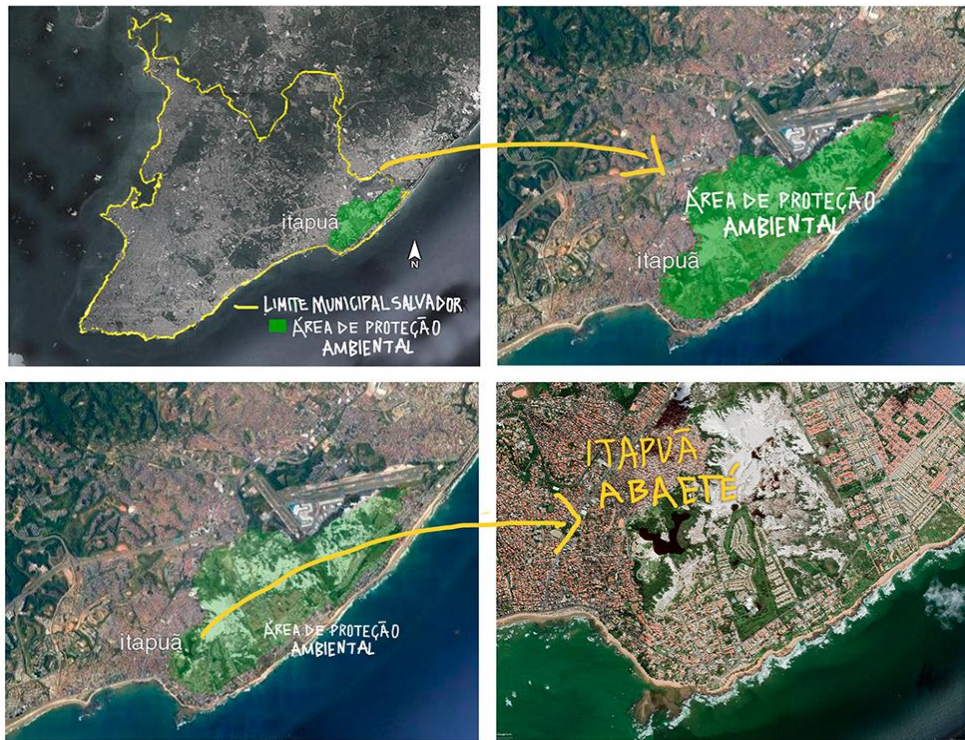 itapuã
N
LIMITE MUNICIPAL SALVADOR
ÁREA DE PROTEÇÃO
AMBIENTAL
ÁREA DE PROTEÇÃO
AMBIENTAL
itapuã
itapuã
ÁREA DE PROTEÇÃO
AMBIENTAL
ITAPUÃ
ABAETÉ